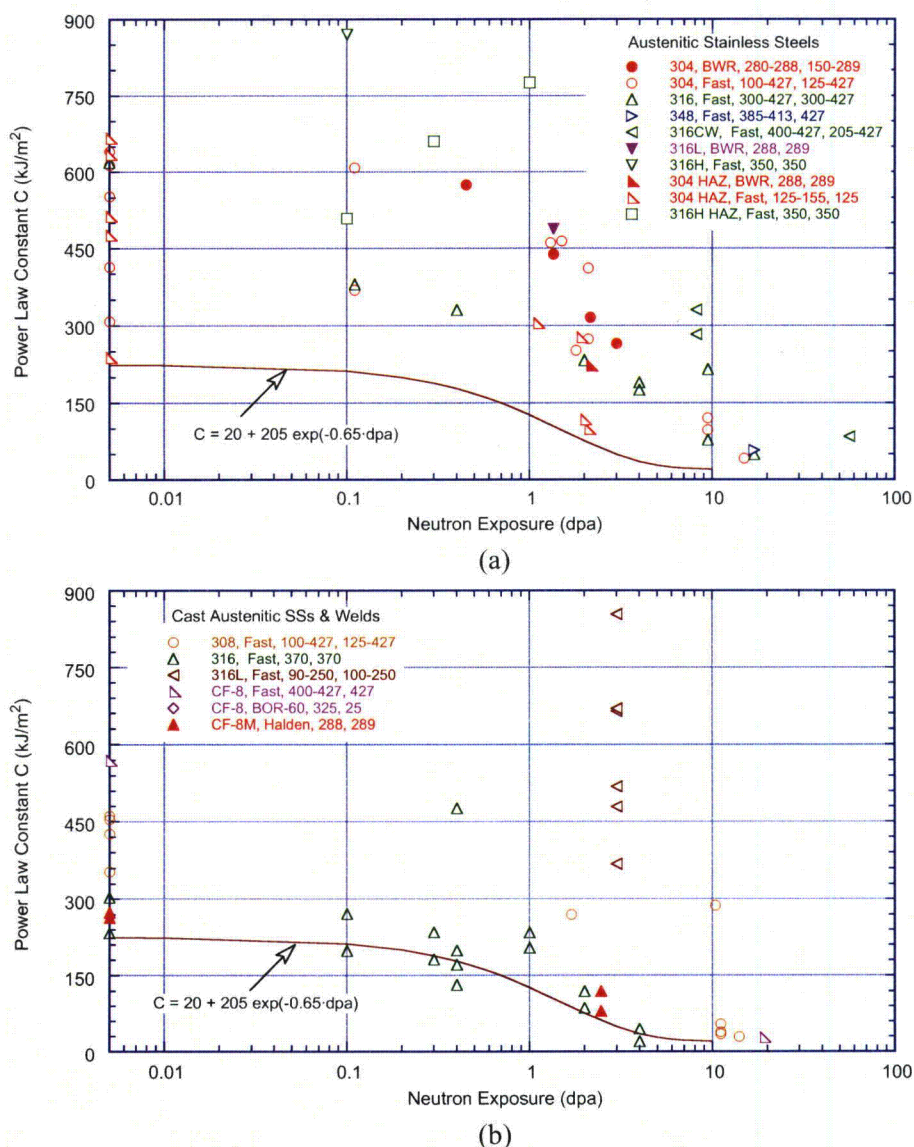 900
750
600
450
300
150
0
Power Law Constant C (kJ/m²)
Austenitic Stainless Steels
304, BWR, 280-288, 150-289
304, Fast, 100-427, 125-427
316, Fast, 300-427, 300-427
348, Fast, 385-413, 427
316CW, Fast, 400-427, 205-427
316L, BWR, 288, 289
316H, Fast, 350, 350
304 HAZ, BWR, 288, 289
304 HAZ, Fast, 125-155, 125
316H HAZ, Fast, 350, 350
C = 20 + 205 exp(-0.65·dpa)
0.01 0.1 1 10 100
Neutron Exposure (dpa)
(a)
900
750
600
450
300
150
0
Power Law Constant C (kJ/m²)
Cast Austenitic SSs & Welds
308, Fast, 100-427, 125-427
316, Fast, 370, 370
316L, Fast, 90-250, 100-250
CF-8, Fast, 400-427, 427
CF-8, BOR-60, 325, 25
CF-8M, Halden, 288, 289
C = 20 + 205 exp(-0.65·dpa)
0.01 0.1 1 10 100
Neutron Exposure (dpa)
(b)